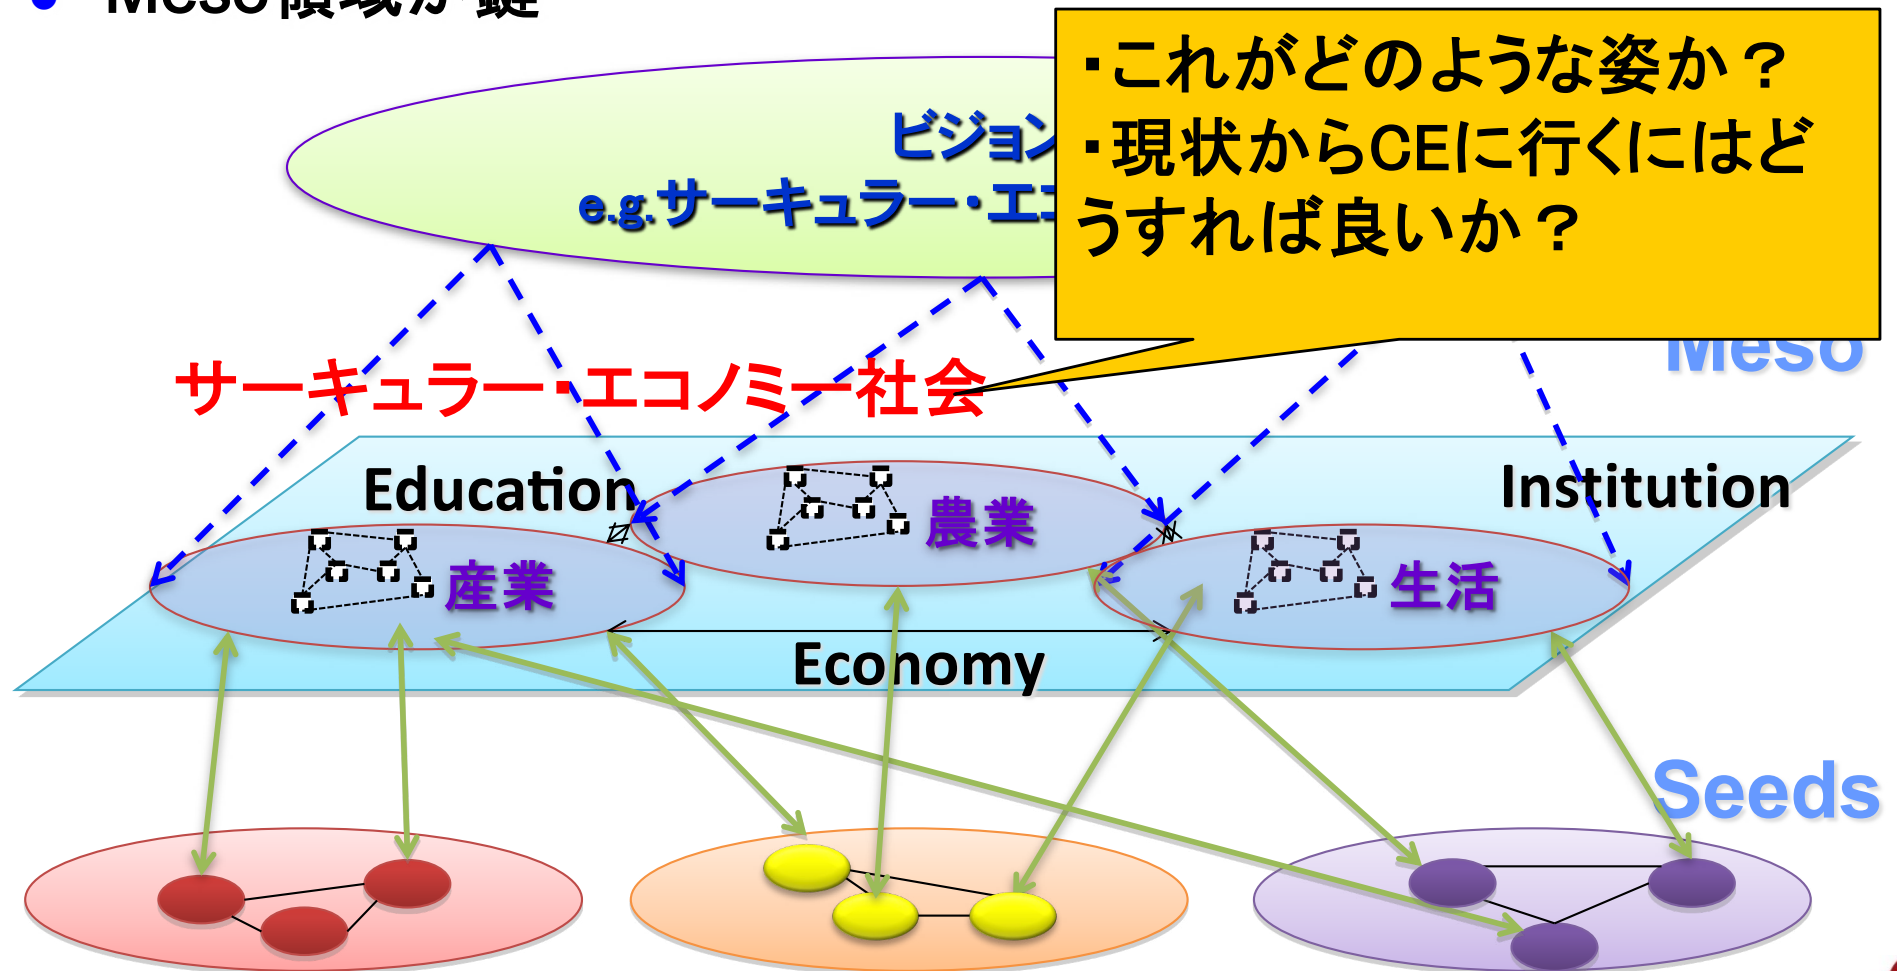 Meso領域が鍵
・これがどのような姿か？
・現状からCEに行くにはど
うすれば良いか？
ビジョン
e.g.サーキュラー・エコ
Meso
サーキュラー・エコノミー社会
Education
Institution
農業
産業
生活
Economy
Seeds